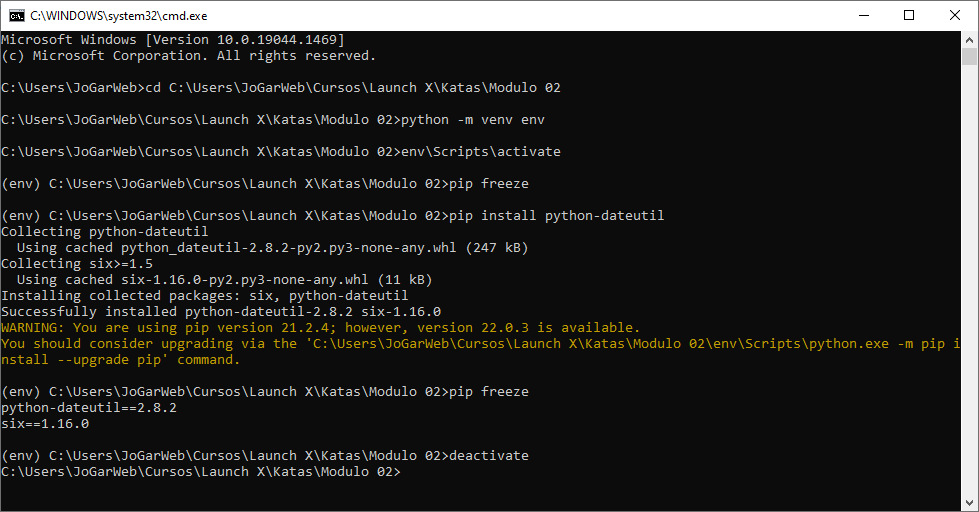 C:\WINDOWS\system32\cmd.exe
Microsoft Windows [Version 10.0.19044.1469]
(c) Microsoft Corporation. All rights reserved.
C:\Users\JoGarWeb>cd C:\Users\JoGarWeb\Cursos\Launch X\Katas\Modulo 02
C:\Users\JoGarWeb\Cursos\Launch X\Katas\Modulo 02>python -m venv env
C:\Users\JoGarWeb\Cursos\Launch X\Katas\Modulo 02>env\Scripts\activate
(env) C:\Users\JoGarWeb\Cursos\Launch X\Katas\Modulo 02>pip freeze
(env) C:\Users\JoGarWeb\Cursos\Launch X\Katas\Modulo 02>pip install python-dateutil
Collecting python-dateutil
  Using cached python_dateutil-2.8.2-py2.py3-none-any.whl (247 kB)
Collecting six>=1.5
  Using cached six-1.16.0-py2.py3-none-any.whl (11 kB)
Installing collected packages: six, python-dateutil
Successfully installed python-dateutil-2.8.2 six-1.16.0
WARNING: You are using pip version 21.2.4; however, version 22.0.3 is available.
You should consider upgrading via the 'C:\Users\JoGarWeb\Cursos\Launch X\Katas\Modulo 02\env\Scripts\python.exe -m pip i
nstall --upgrade pip' command.
(env) C:\Users\JoGarWeb\Cursos\Launch X\Katas\Modulo 02>pip freeze
python-dateutil==2.8.2
six==1.16.0
(env) C:\Users\JoGarWeb\Cursos\Launch X\Katas\Modulo 02>deactivate
C:\Users\JoGarWeb\Cursos\Launch X\Katas\Modulo 02>